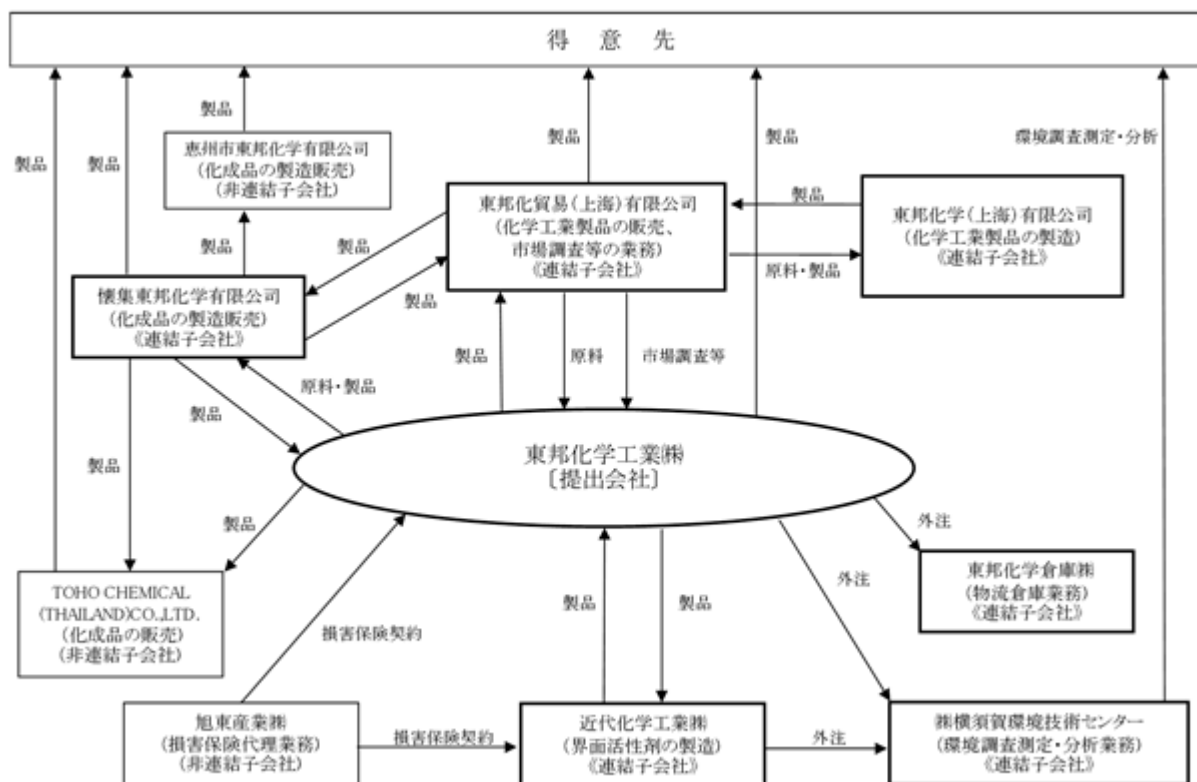 得意先
製品
製品
製品
製品
製品
環境調査測定・分析
恵州市東邦化学有限公司
(化成品の製造販売)
(非連結子会社)
東邦化貿易(上海)有限公司
(化学工業製品の販売、
市場調査等の業務)
《連結子会社》
製品
原料・製品
東邦化学(上海)有限公司
(化学工業製品の製造)
《連結子会社》
製品
製品
製品
懐集東邦化学有限公司
(化成品の製造販売)
《連結子会社》
製品
原料
市場調査等
原料・製品
製品
東邦化学工業㈱
〔提出会社〕
製品
製品
外注
TOHO CHEMICAL
(THAILAND)CO.,LTD.
(化成品の販売)
(非連結子会社)
損害保険契約
製品
製品
外注
東邦化学倉庫㈱
(物流倉庫業務)
《連結子会社》
旭東産業㈱
(損害保険代理業務)
(非連結子会社)
損害保険契約
近代化学工業㈱
(界面活性剤の製造)
《連結子会社》
外注
㈱横須賀環境技術センター
(環境調査測定・分析業務)
《連結子会社》